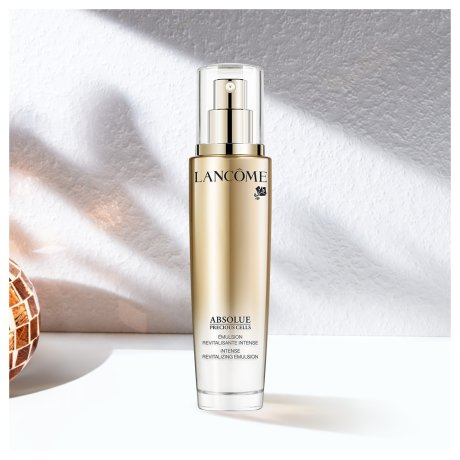 LANCÔME
ABSOLUE
PRECIOUS CELLS
ÉMULSION
REVITALISANTE INTENSE
INTENSE
REVITALIZING EMULSION